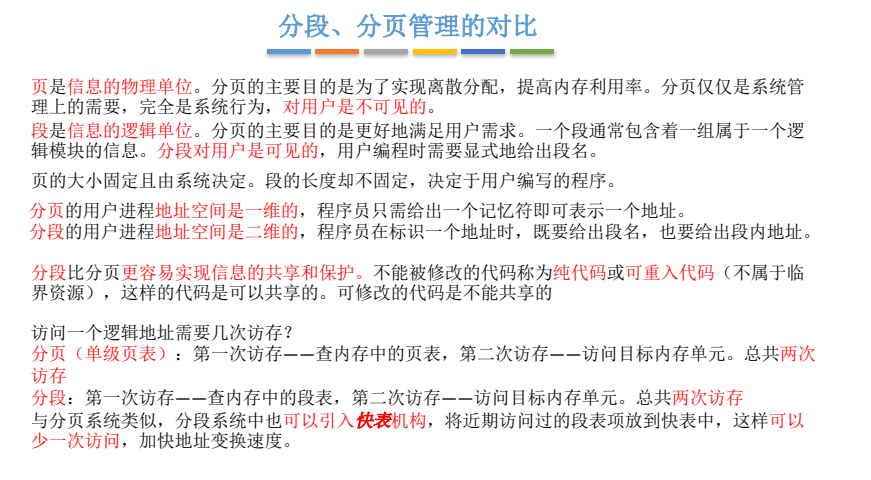 分段、分页管理的对比
页是信息的物理单位。分页的主要目的是为了实现离散分配，提高内存利用率。分页仅仅是系统管
理上的需要，完全是系统行为，对用户是不可见的。
段是信息的逻辑单位。分页的主要目的是更好地满足用户需求。一个段通常包含着一组属于一个逻
辑模块的信息。分段对用户是可见的，用户编程时需要显式地给出段名。
页的大小固定且由系统决定。段的长度却不固定，决定于用户编写的程序。
分页的用户进程地址空间是一维的，程序员只需给出一个记忆符即可表示一个地址。
分段的用户进程地址空间是二维的，程序员在标识一个地址时，既要给出段名，也要给出段内地址。
分段比分页更容易实现信息的共享和保护。不能被修改的代码称为纯代码或可重入代码（不属于临
界资源），这样的代码是可以共享的。可修改的代码是不能共享的
访问一个逻辑地址需要几次访存？
分页（单级页表）：第一次访存——查内存中的页表，第二次访存——访问目标内存单元。总共两次
访存
分段：第一次访存——查内存中的段表，第二次访存——访问目标内存单元。总共两次访存
与分页系统类似，分段系统中也可以引入快表机构，将近期访问过的段表项放到快表中，这样可以
少一次访问，加快地址变换速度。